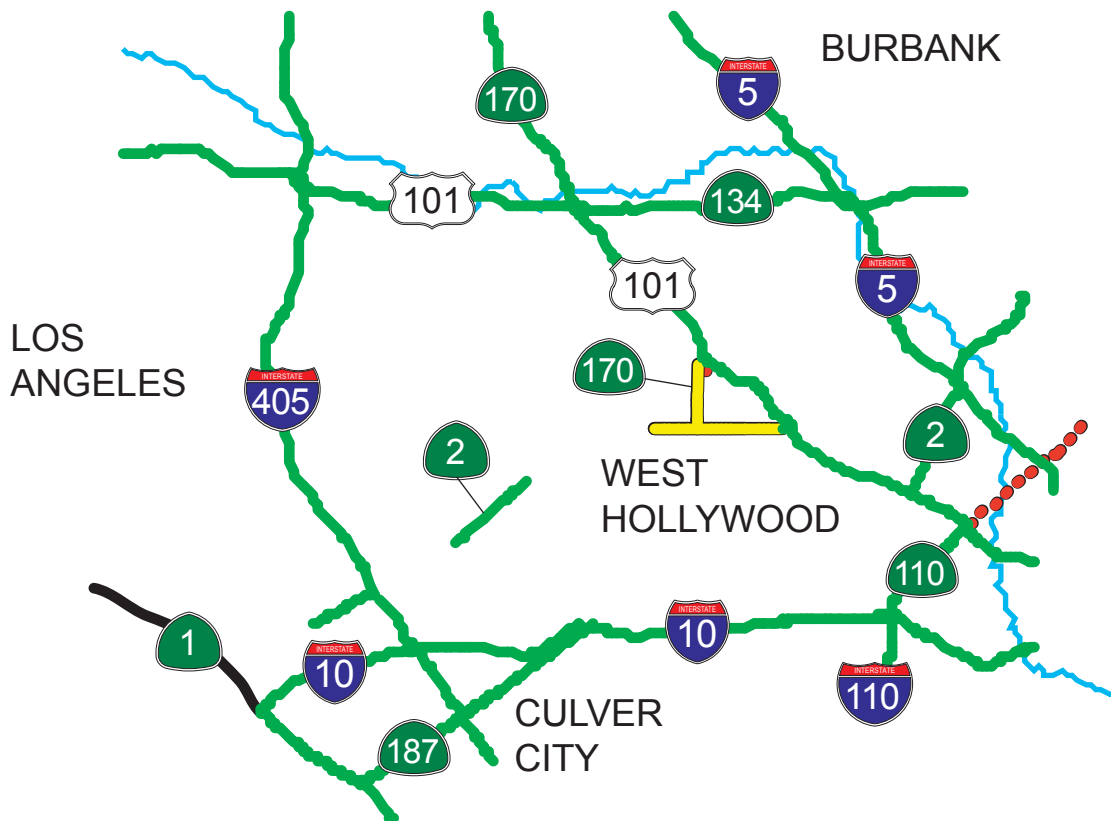 BURBANK
INTERSTATE
5
170
101
134
INTERSTATE
5
101
LOS
ANGELES
170
INTERSTATE
405
2
2
WEST
HOLLYWOOD
110
1
INTERSTATE
10
INTERSTATE
10
INTERSTATE
110
CULVER
CITY
187